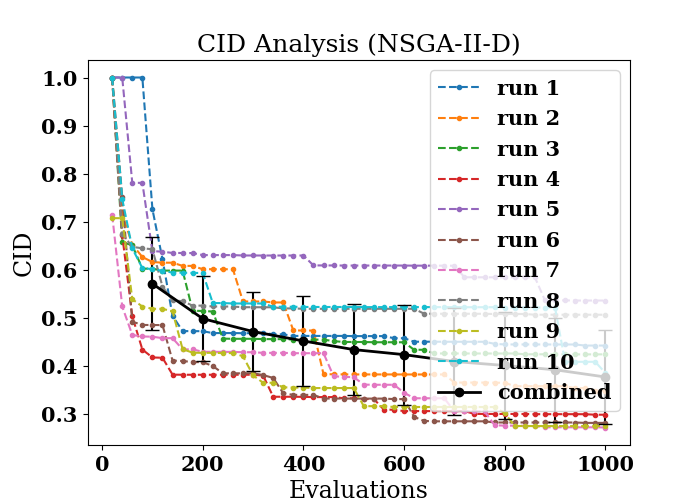 CID Analysis (NSGA-II-D)
CID
1.0
0.9
0.8
0.7
0.6
0.5
0.4
0.3
run 1
run 2
run 3
run 4
run 5
run 6
run 7
run 8
run 9
run 10
combined
0 200 400 600 800 1000
Evaluations